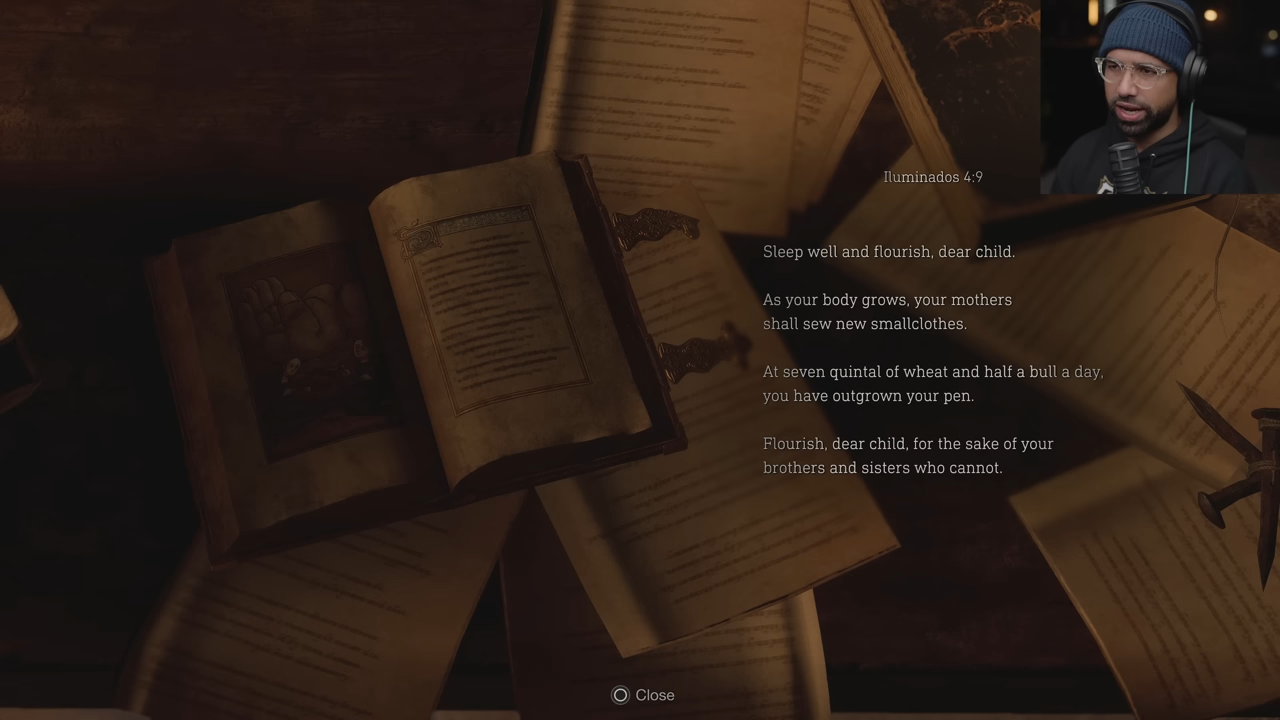 Iluminados 4:9
Sleep well and flourish, dear child.
As your body grows, your mothers
shall sew new smallclothes.
At seven quintal of wheat and half a bull a day,
you have outgrown your pen.
Flourish, dear child, for the sake of your
brothers and sisters who cannot.
Close